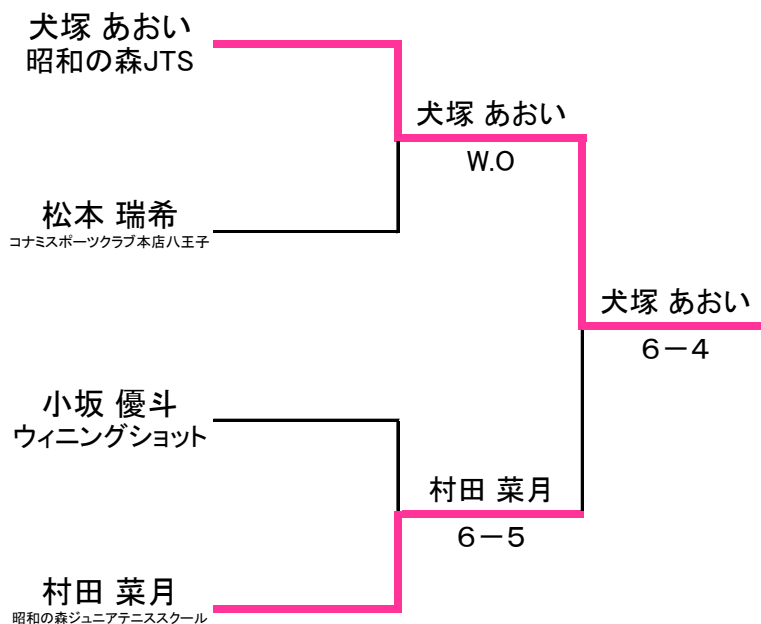 犬塚 あおい
昭和の森JTS
犬塚 あおい
W.O
松本 瑞希
コナミスポーツクラブ本店八王子
犬塚 あおい
6－4
小坂 優斗
ウィニングショット
村田 菜月
6－5
村田 菜月
昭和の森ジュニアテニススクール